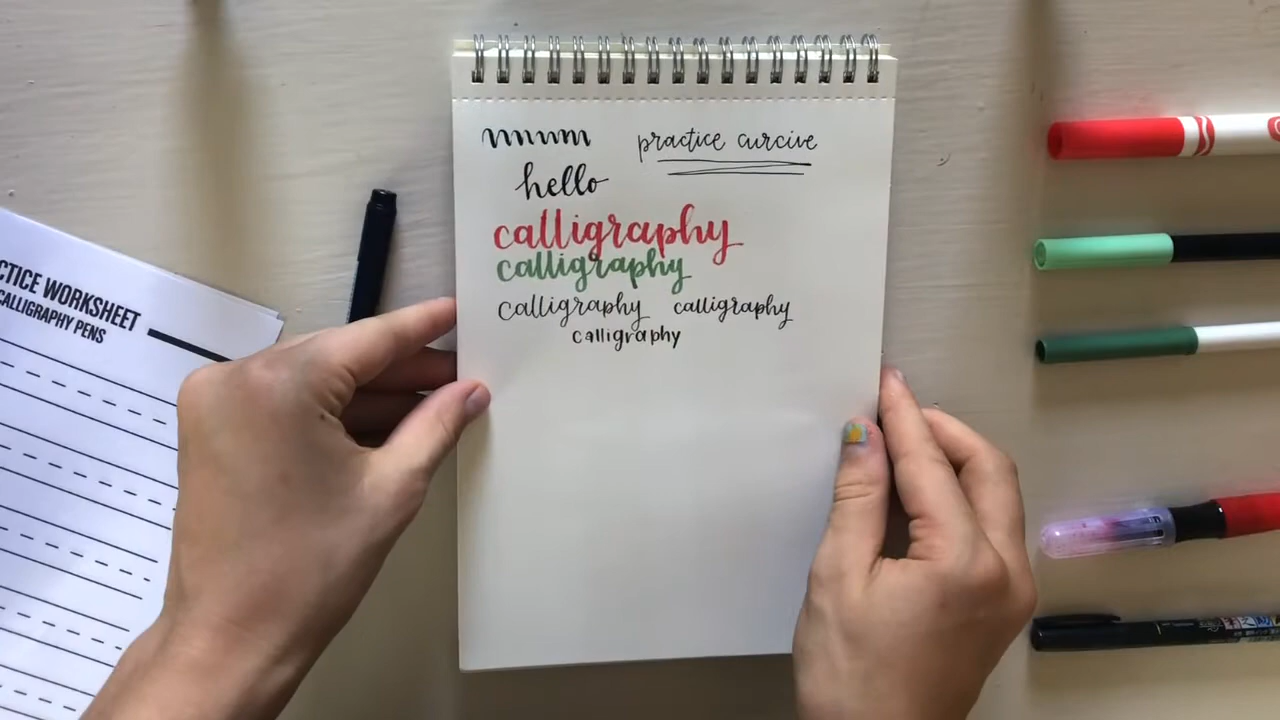 mmm practice curcive
hello
calligraphy
calligraphy
calligraphy calligraphy
calligraphy
CTICE WORKSHEET
CALLIGRAPHY PENS